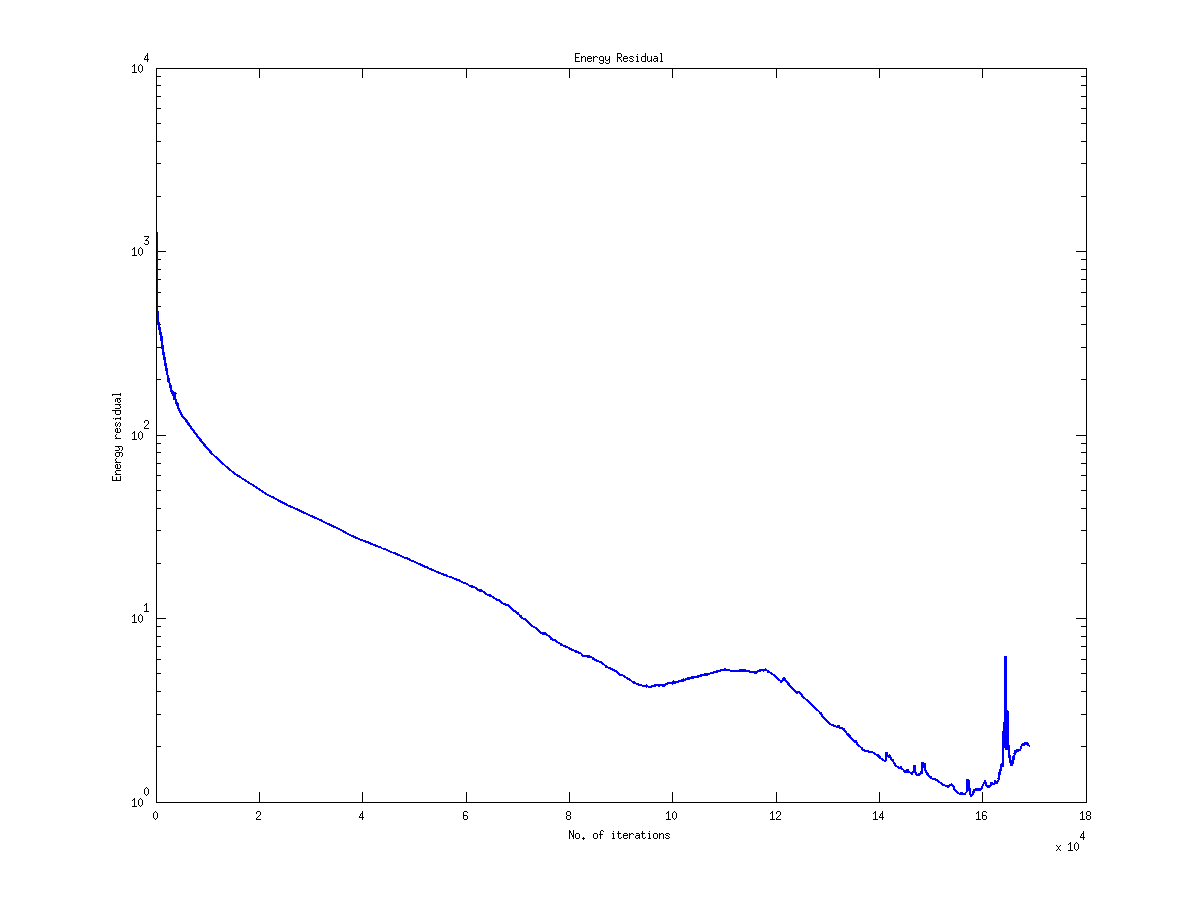 Energy Residual
10^4
10^3
10^2
10^1
10^0
Energy residual
0 2 4 6 8 10 12 14 16 18
No. of iterations
x 10^4